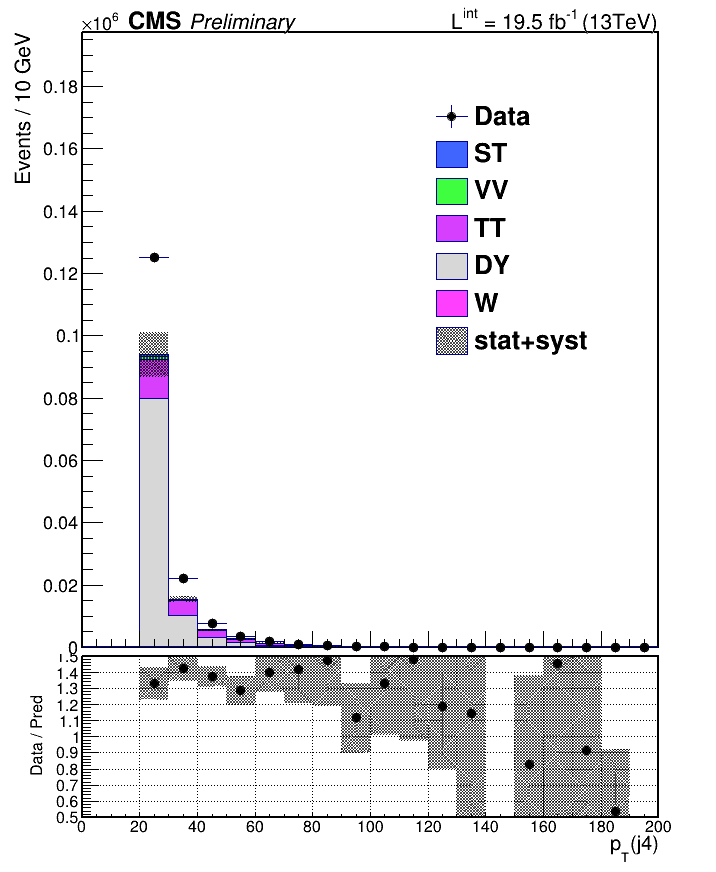 ×10⁶ CMS Preliminary L^int = 19.5 fb⁻¹ (13TeV)
Events / 10 GeV
0.18
0.16
0.14
0.12
0.1
0.08
0.06
0.04
0.02
0
Data
ST
VV
TT
DY
W
stat+syst
Data / Pred
1.5
1.4
1.3
1.2
1.1
1
0.9
0.8
0.7
0.6
0.5
0 20 40 60 80 100 120 140 160 180 200
p_T(j4)